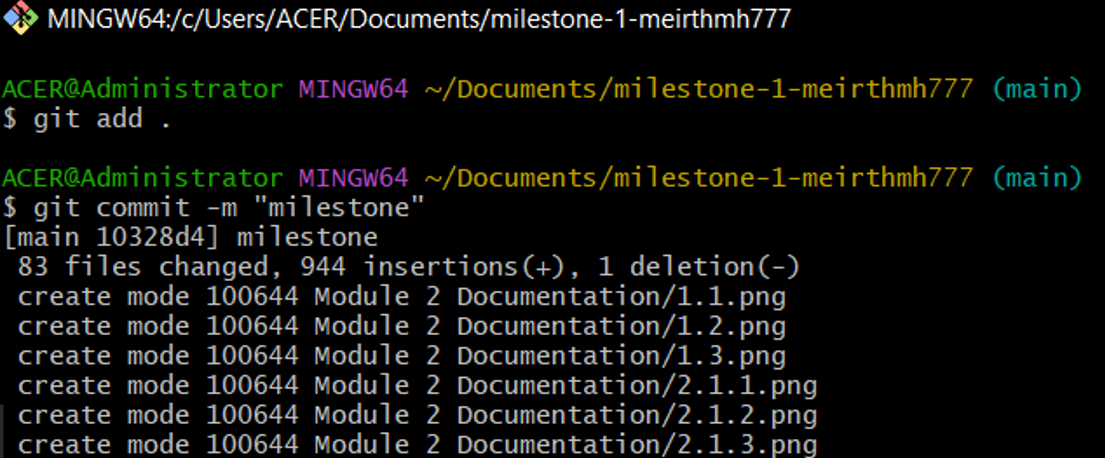 MINGW64:/c/Users/ACER/Documents/milestone-1-meirthmh777
ACER@Administrator MINGW64 ~/Documents/milestone-1-meirthmh777 (main)
$ git add .
ACER@Administrator MINGW64 ~/Documents/milestone-1-meirthmh777 (main)
$ git commit -m "milestone"
[main 10328d4] milestone
 83 files changed, 944 insertions(+), 1 deletion(-)
 create mode 100644 Module 2 Documentation/1.1.png
 create mode 100644 Module 2 Documentation/1.2.png
 create mode 100644 Module 2 Documentation/1.3.png
 create mode 100644 Module 2 Documentation/2.1.1.png
 create mode 100644 Module 2 Documentation/2.1.2.png
 create mode 100644 Module 2 Documentation/2.1.3.png